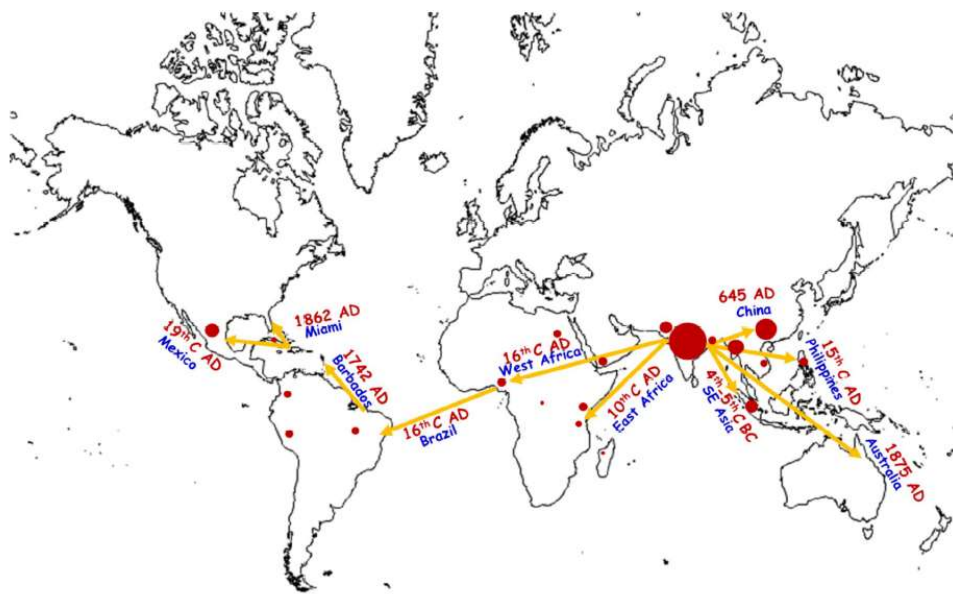 645 AD
China
1862 AD
Miami
19th C AD
Mexico
1742 AD
Barbados
16th C AD
West Africa
16th C AD
Brazil
10th C AD
East Africa
4th-5th C BC
SE Asia
15th C AD
Philippines
1875 AD
Australia